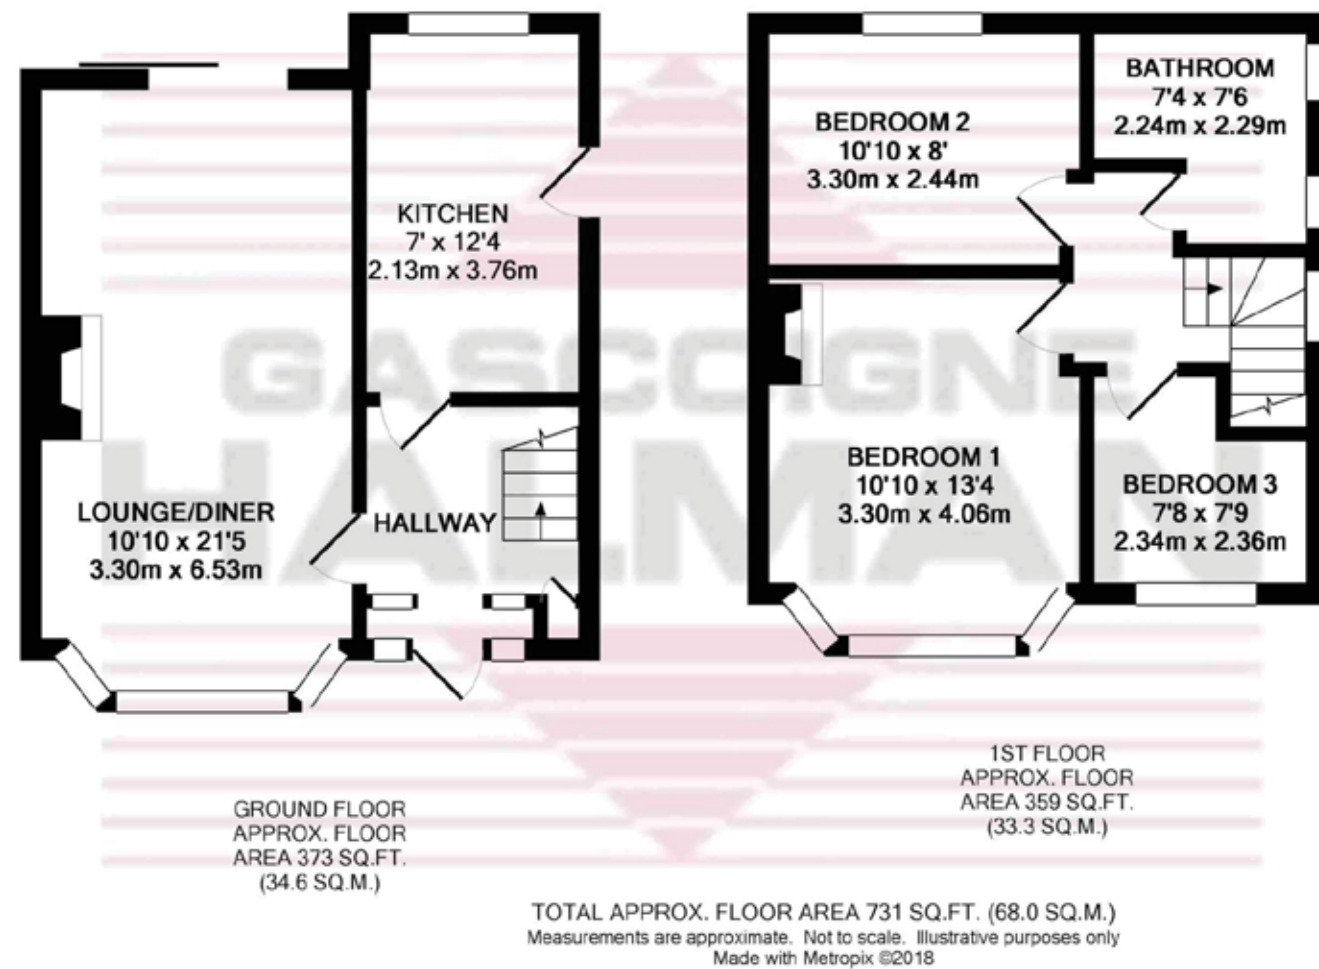 BATHROOM
7'4 x 7'6
2.24m x 2.29m
BEDROOM 2
10'10 x 8'
3.30m x 2.44m
KITCHEN
7' x 12'4
2.13m x 3.76m
GASCOIGNE
HALMAN
LOUNGE/DINER
10'10 x 21'5
3.30m x 6.53m
HALLWAY
BEDROOM 1
10'10 x 13'4
3.30m x 4.06m
BEDROOM 3
7'8 x 7'9
2.34m x 2.36m
GROUND FLOOR
APPROX. FLOOR
AREA 373 SQ.FT.
(34.6 SQ.M.)
1ST FLOOR
APPROX. FLOOR
AREA 359 SQ.FT.
(33.3 SQ.M.)
TOTAL APPROX. FLOOR AREA 731 SQ.FT. (68.0 SQ.M.)
Measurements are approximate. Not to scale. Illustrative purposes only
Made with Metropix ©2018